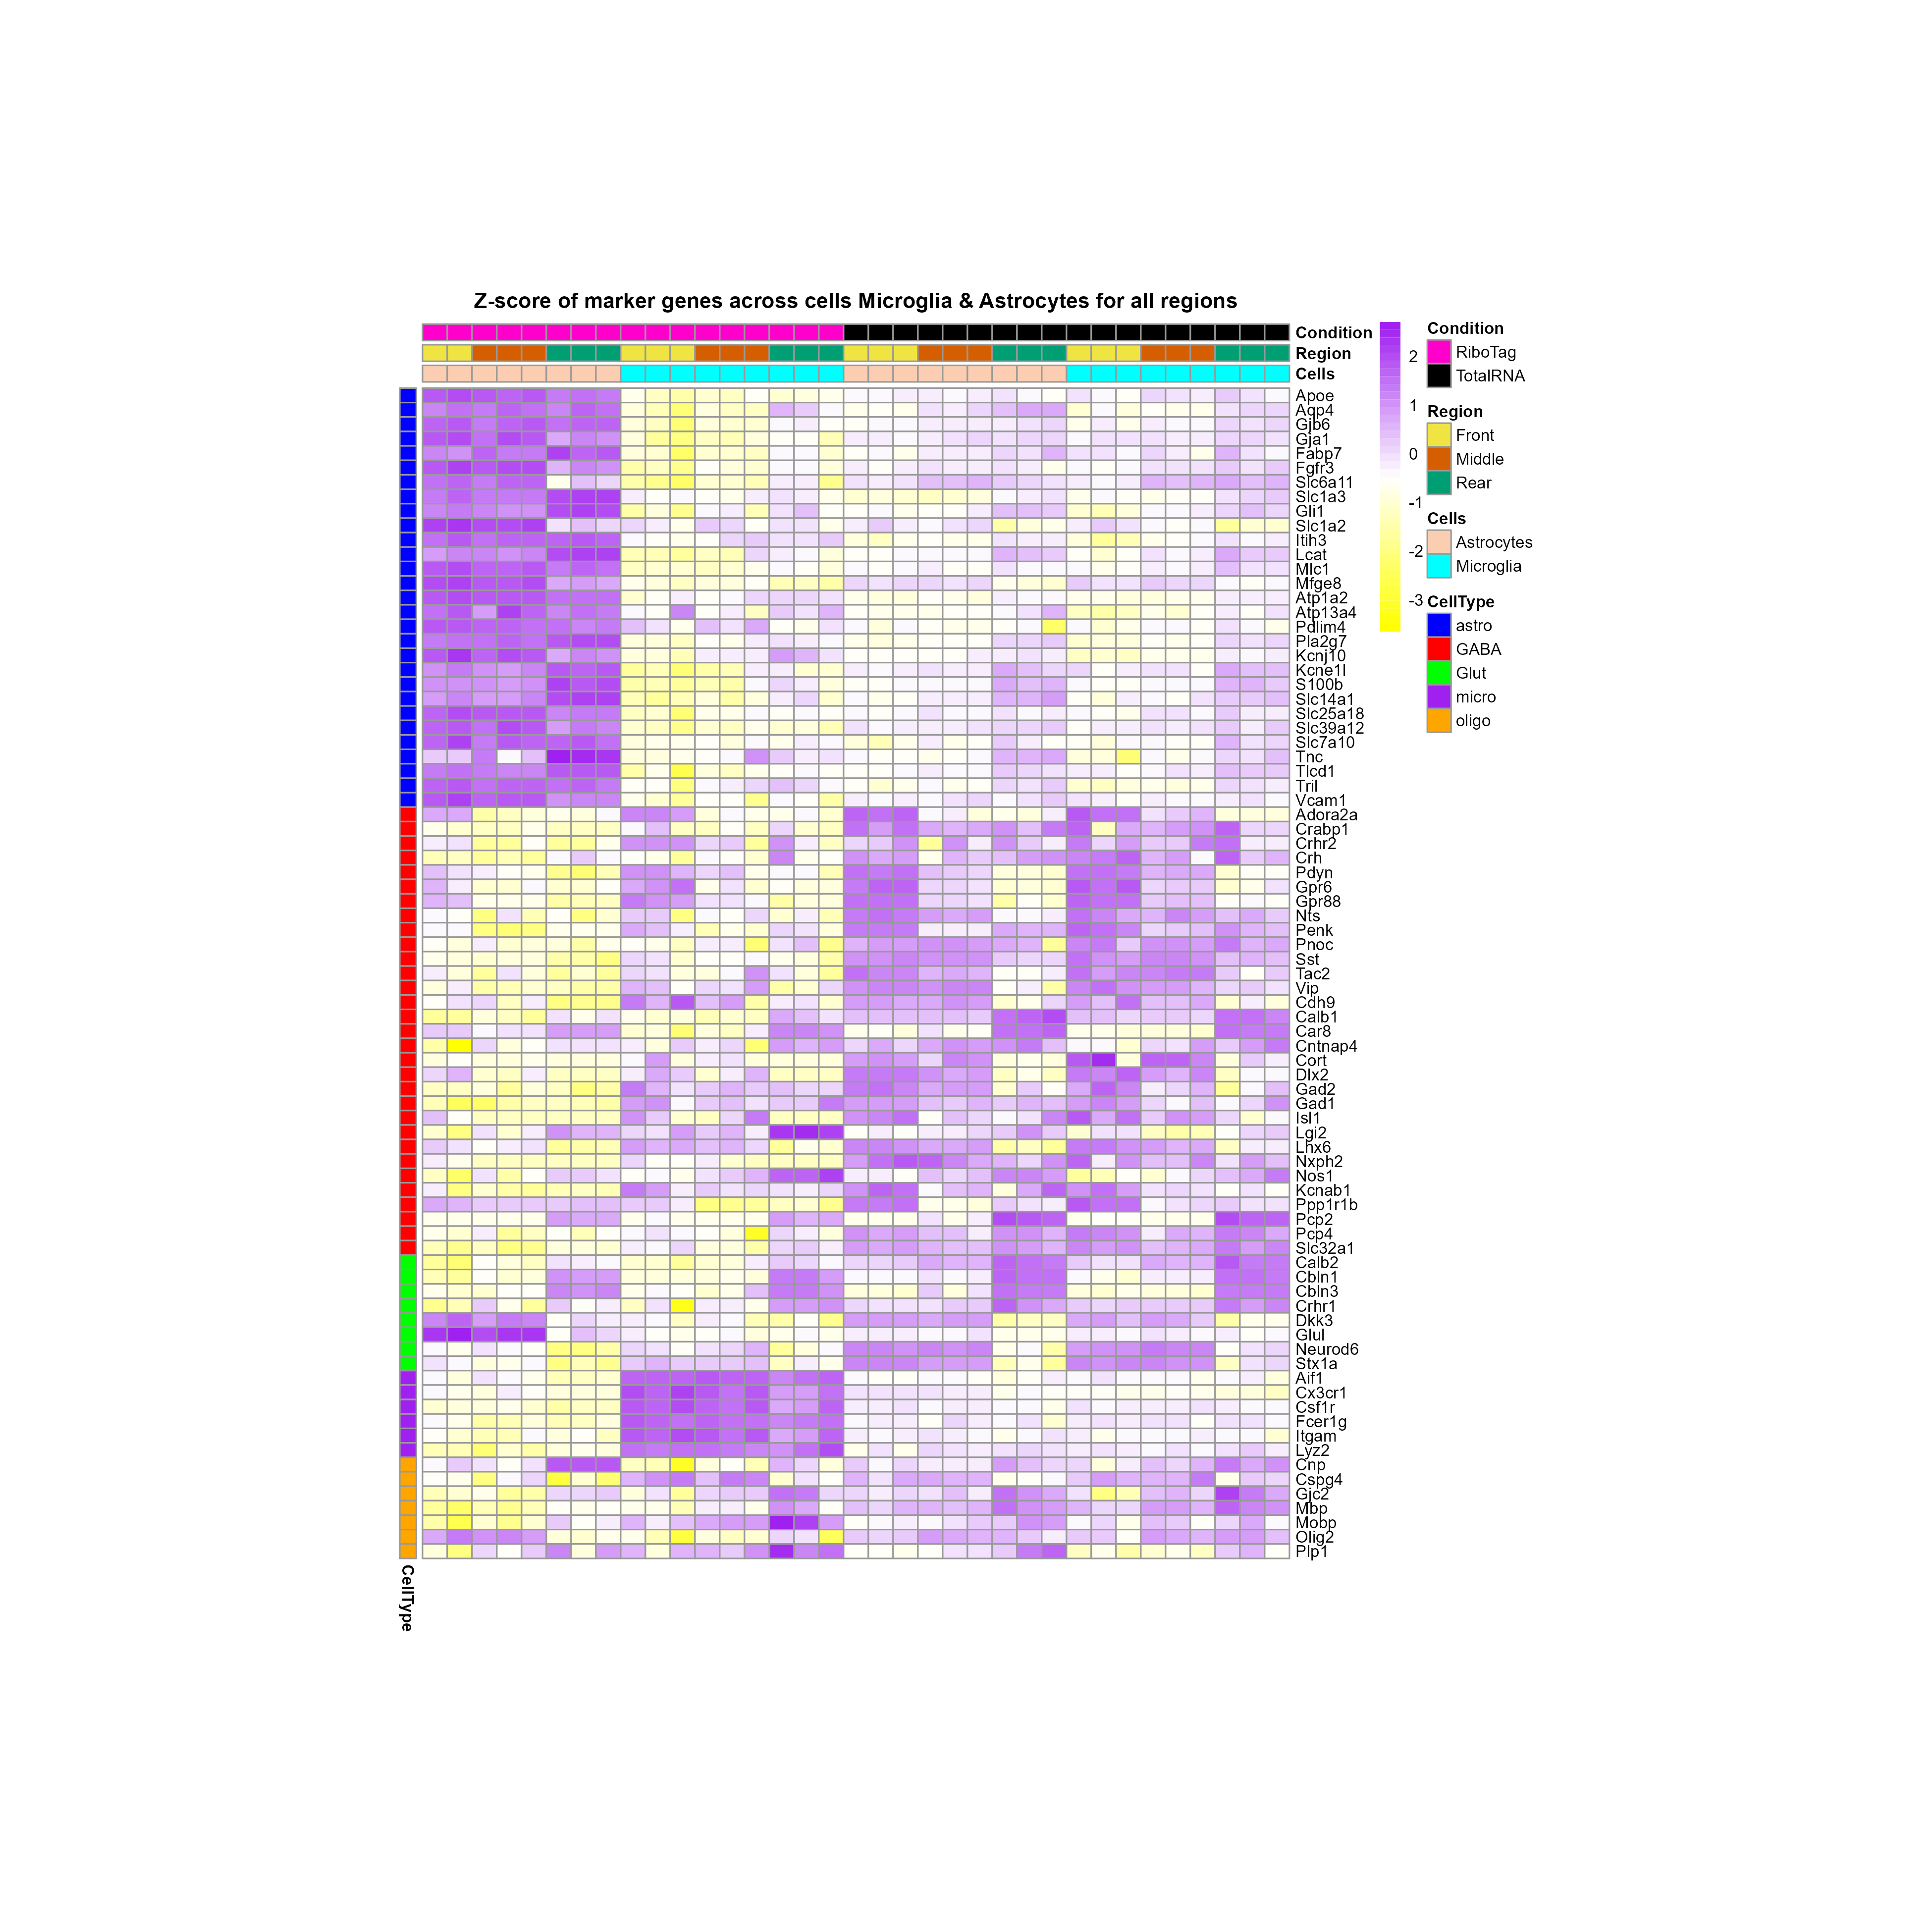 Z-score of marker genes across cells Microglia & Astrocytes for all regions
Condition
Region
Cells
Apoe
Aqp4
Gjb6
Gja1
Fabp7
Fgfr3
Slc6a11
Slc1a3
Gli1
Slc1a2
Itih3
Lcat
Mlc1
Mfge8
Atp1a2
Atp13a4
Pdlim4
Pla2g7
Kcnj10
Kcne1l
S100b
Slc14a1
Slc25a18
Slc39a12
Slc7a10
Tnc
Tlcd1
Tril
Vcam1
Adora2a
Crabp1
Crhr2
Crh
Pdyn
Gpr6
Gpr88
Nts
Penk
Pnoc
Sst
Tac2
Vip
Cdh9
Calb1
Car8
Cntnap4
Cort
Dlx2
Gad2
Gad1
Isl1
Lgi2
Lhx6
Nxph2
Nos1
Kcnab1
Ppp1r1b
Pcp2
Pcp4
Slc32a1
Calb2
Cbln1
Cbln3
Crhr1
Dkk3
Glul
Neurod6
Stx1a
Aif1
Cx3cr1
Csf1r
Fcer1g
Itgam
Lyz2
Cnp
Cspg4
Gjc2
Mbp
Mobp
Olig2
Plp1
CellType
2
1
0
-1
-2
-3
Condition
RiboTag
TotalRNA
Region
Front
Middle
Rear
Cells
Astrocytes
Microglia
CellType
astro
GABA
Glut
micro
oligo